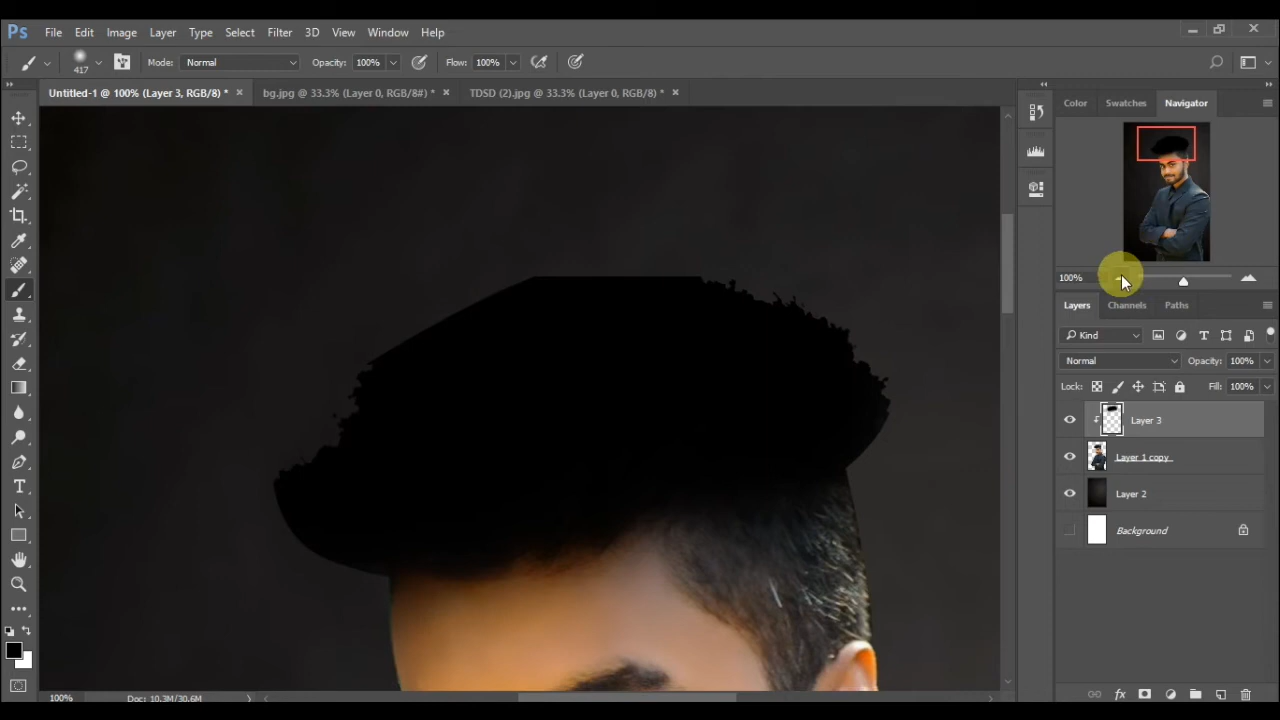 Ps File Edit Image Layer Type Select Filter 3D View Window Help
417 Mode: Normal Opacity: 100% Flow: 100%
Untitled-1 @ 100% (Layer 3, RGB/8) * × bg.jpg @ 33.3% (Layer 0, RGB/8#) * × TDSD (2).jpg @ 33.3% (Layer 0, RGB/8) * ×
Color Swatches Navigator
100%
Layers Channels Paths
Kind
Normal Opacity: 100%
Lock: Fill: 100%
Layer 3
Layer 1 copy
Layer 2
Background
fx
100% Doc: 10.3M/30.6M